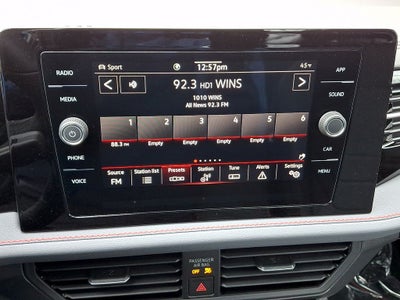 Sport 12:57pm 45°F
RADIO
APP
92.3 HD1 WINS
MEDIA
SOUND
1010 WINS
All News 92.3 FM
1 2 3 4 5 6
88.3 FM Empty Empty Empty Empty Empty
PHONE
CAR
Source Station list Presets Station Tune Alerts Settings
FM
VOICE
MENU
PASSENGER
AIR BAG
OFF